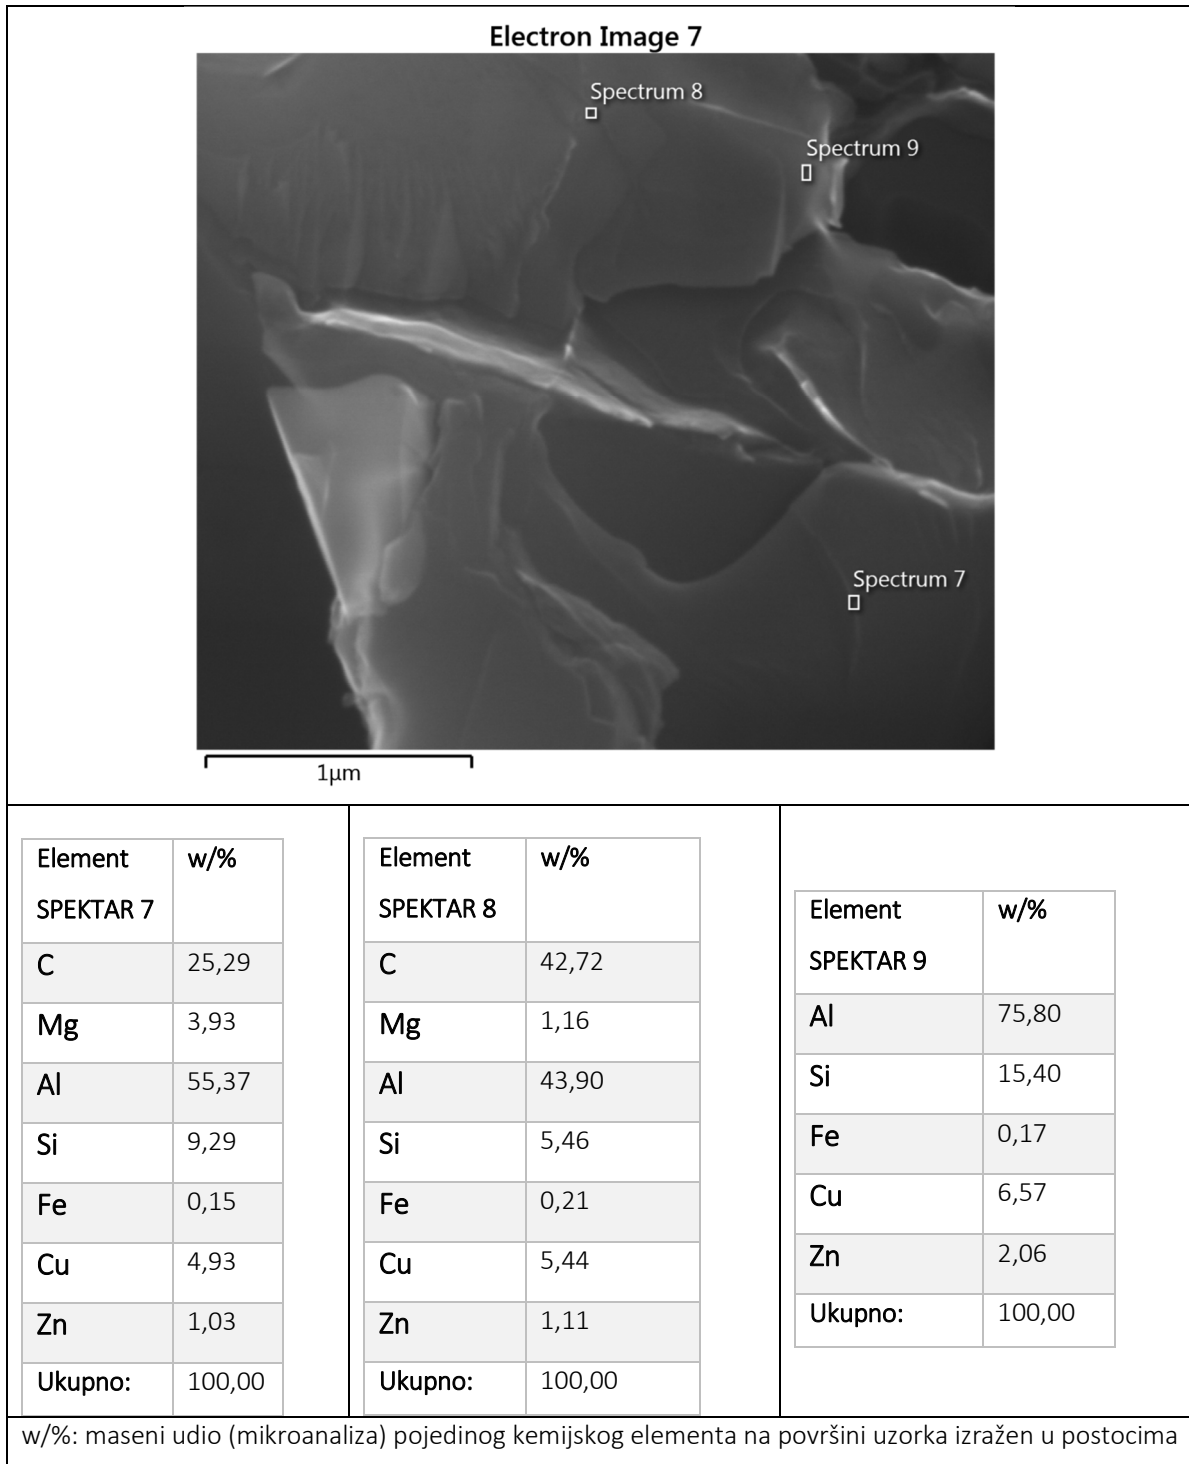 Electron Image 7
Spectrum 8
Spectrum 9
Spectrum 7
1µm
Element w/%
SPEKTAR 7
C 25,29
Mg 3,93
Al 55,37
Si 9,29
Fe 0,15
Cu 4,93
Zn 1,03
Ukupno: 100,00
Element w/%
SPEKTAR 8
C 42,72
Mg 1,16
Al 43,90
Si 5,46
Fe 0,21
Cu 5,44
Zn 1,11
Ukupno: 100,00
Element w/%
SPEKTAR 9
Al 75,80
Si 15,40
Fe 0,17
Cu 6,57
Zn 2,06
Ukupno: 100,00
w/%: maseni udio (mikroanaliza) pojedinog kemijskog elementa na površini uzorka izražen u postocima